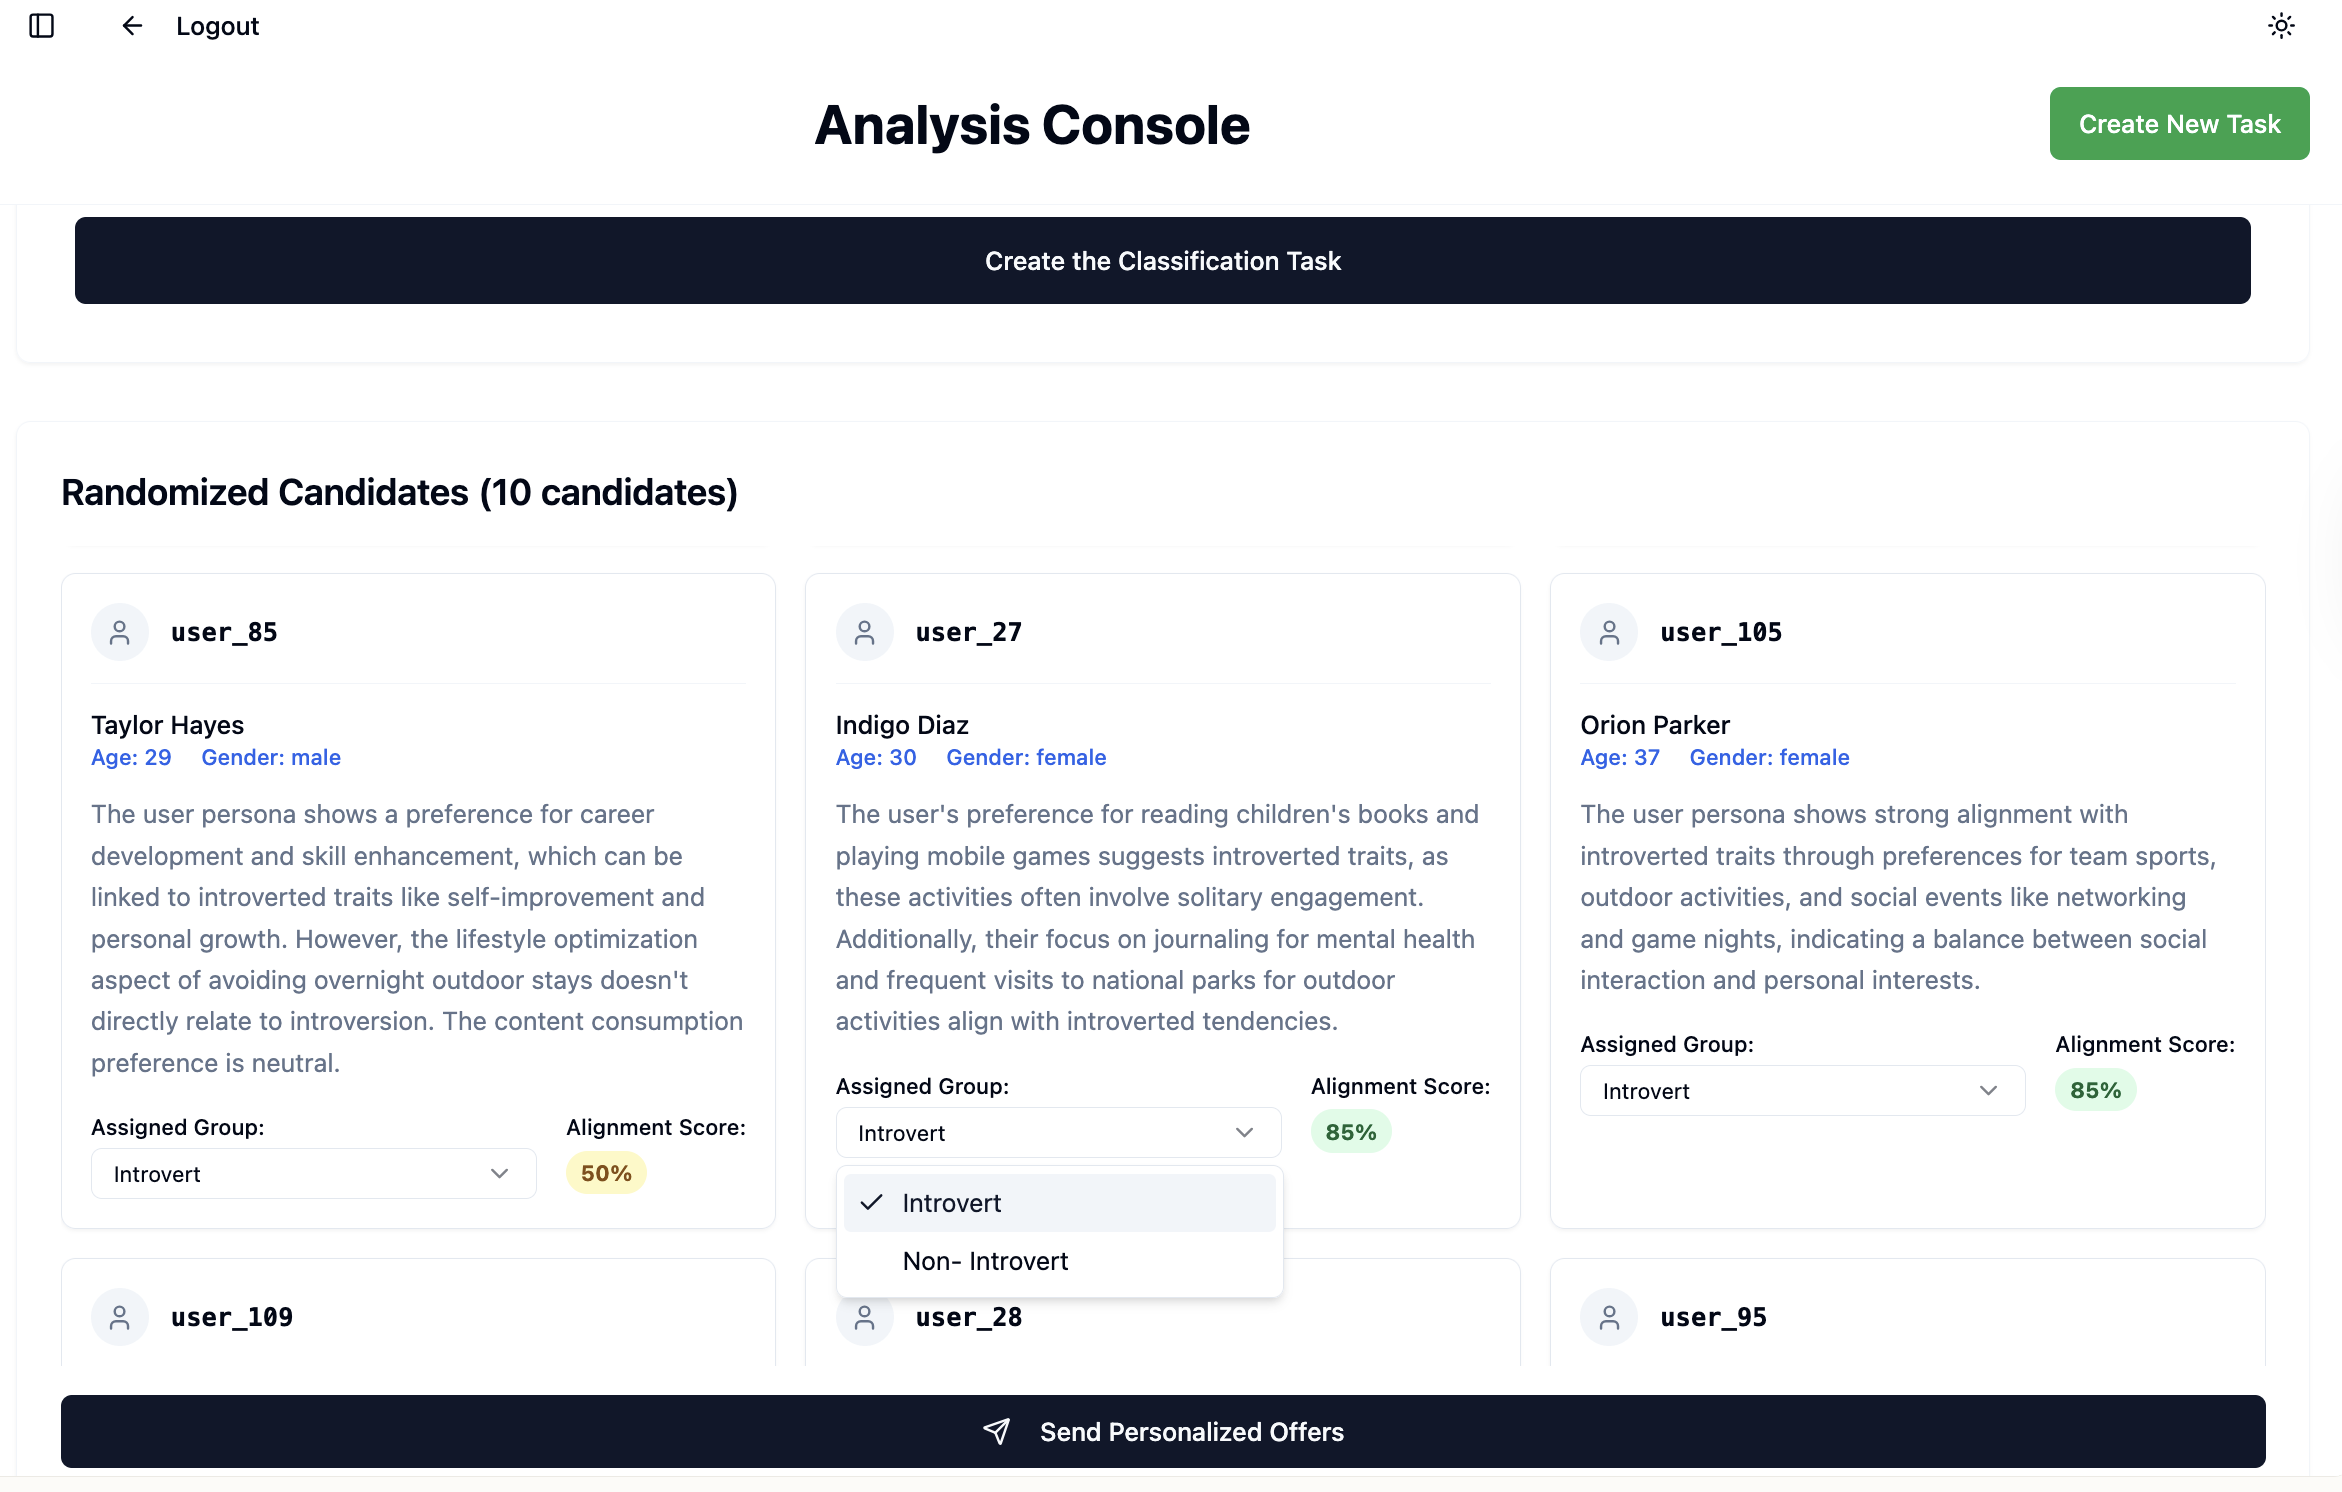 Logout
Analysis Console
Create New Task
Create the Classification Task
Randomized Candidates (10 candidates)
user_85
Taylor Hayes
Age: 29 Gender: male
The user persona shows a preference for career
development and skill enhancement, which can be
linked to introverted traits like self-improvement and
personal growth. However, the lifestyle optimization
aspect of avoiding overnight outdoor stays doesn't
directly relate to introversion. The content consumption
preference is neutral.
Assigned Group:
Introvert
Alignment Score:
50%
user_27
Indigo Diaz
Age: 30 Gender: female
The user's preference for reading children's books and
playing mobile games suggests introverted traits, as
these activities often involve solitary engagement.
Additionally, their focus on journaling for mental health
and frequent visits to national parks for outdoor
activities align with introverted tendencies.
Assigned Group:
Introvert
Alignment Score:
85%
Introvert
Non- Introvert
user_105
Orion Parker
Age: 37 Gender: female
The user persona shows strong alignment with
introverted traits through preferences for team sports,
outdoor activities, and social events like networking
and game nights, indicating a balance between social
interaction and personal interests.
Assigned Group:
Introvert
Alignment Score:
85%
user_109
user_28
user_95
Send Personalized Offers